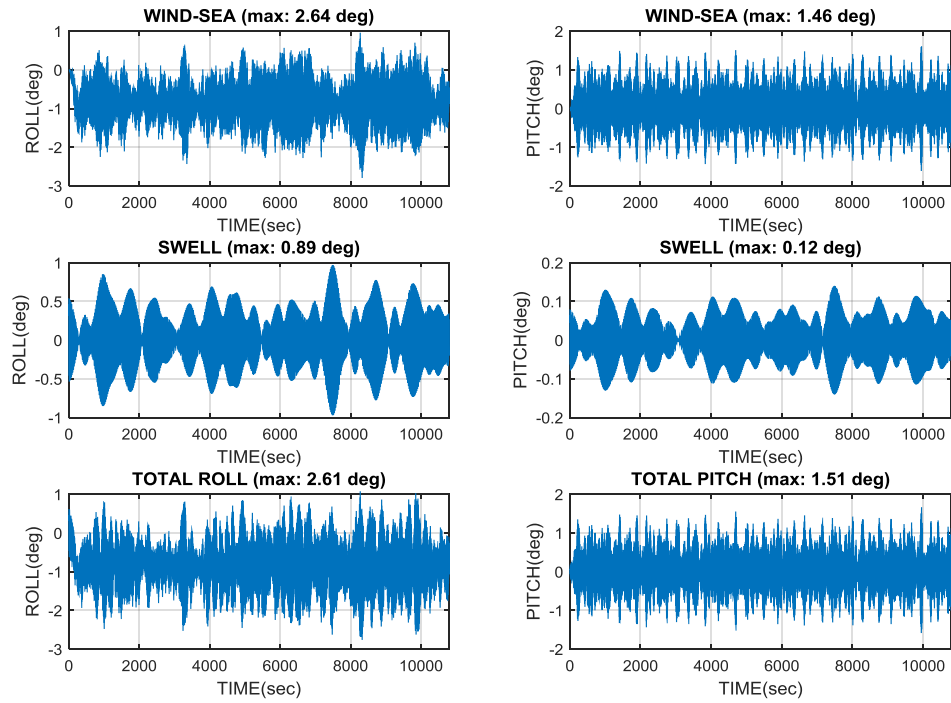 WIND-SEA (max: 2.64 deg)
1
0
-1
-2
-3
ROLL(deg)
0 2000 4000 6000 8000 10000
TIME(sec)
WIND-SEA (max: 1.46 deg)
2
1
0
-1
-2
PITCH(deg)
0 2000 4000 6000 8000 10000
TIME(sec)
SWELL (max: 0.89 deg)
1
0.5
0
-0.5
-1
ROLL(deg)
0 2000 4000 6000 8000 10000
TIME(sec)
SWELL (max: 0.12 deg)
0.2
0.1
0
-0.1
-0.2
PITCH(deg)
0 2000 4000 6000 8000 10000
TIME(sec)
TOTAL ROLL (max: 2.61 deg)
1
0
-1
-2
-3
ROLL(deg)
0 2000 4000 6000 8000 10000
TIME(sec)
TOTAL PITCH (max: 1.51 deg)
2
1
0
-1
-2
PITCH(deg
0 2000 4000 6000 8000 10000
TIME(sec)